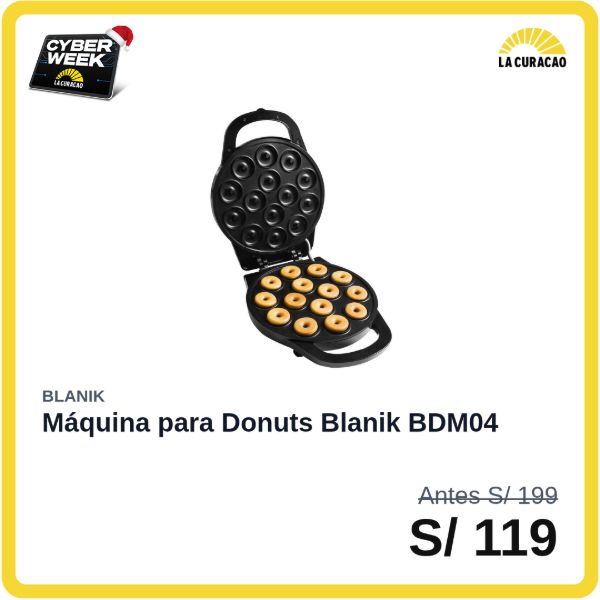 CYBER
WEEK
LA CURACAO
LA CURACAO
BLANIK
Máquina para Donuts Blanik BDM04
Antes S/ 199
S/ 119